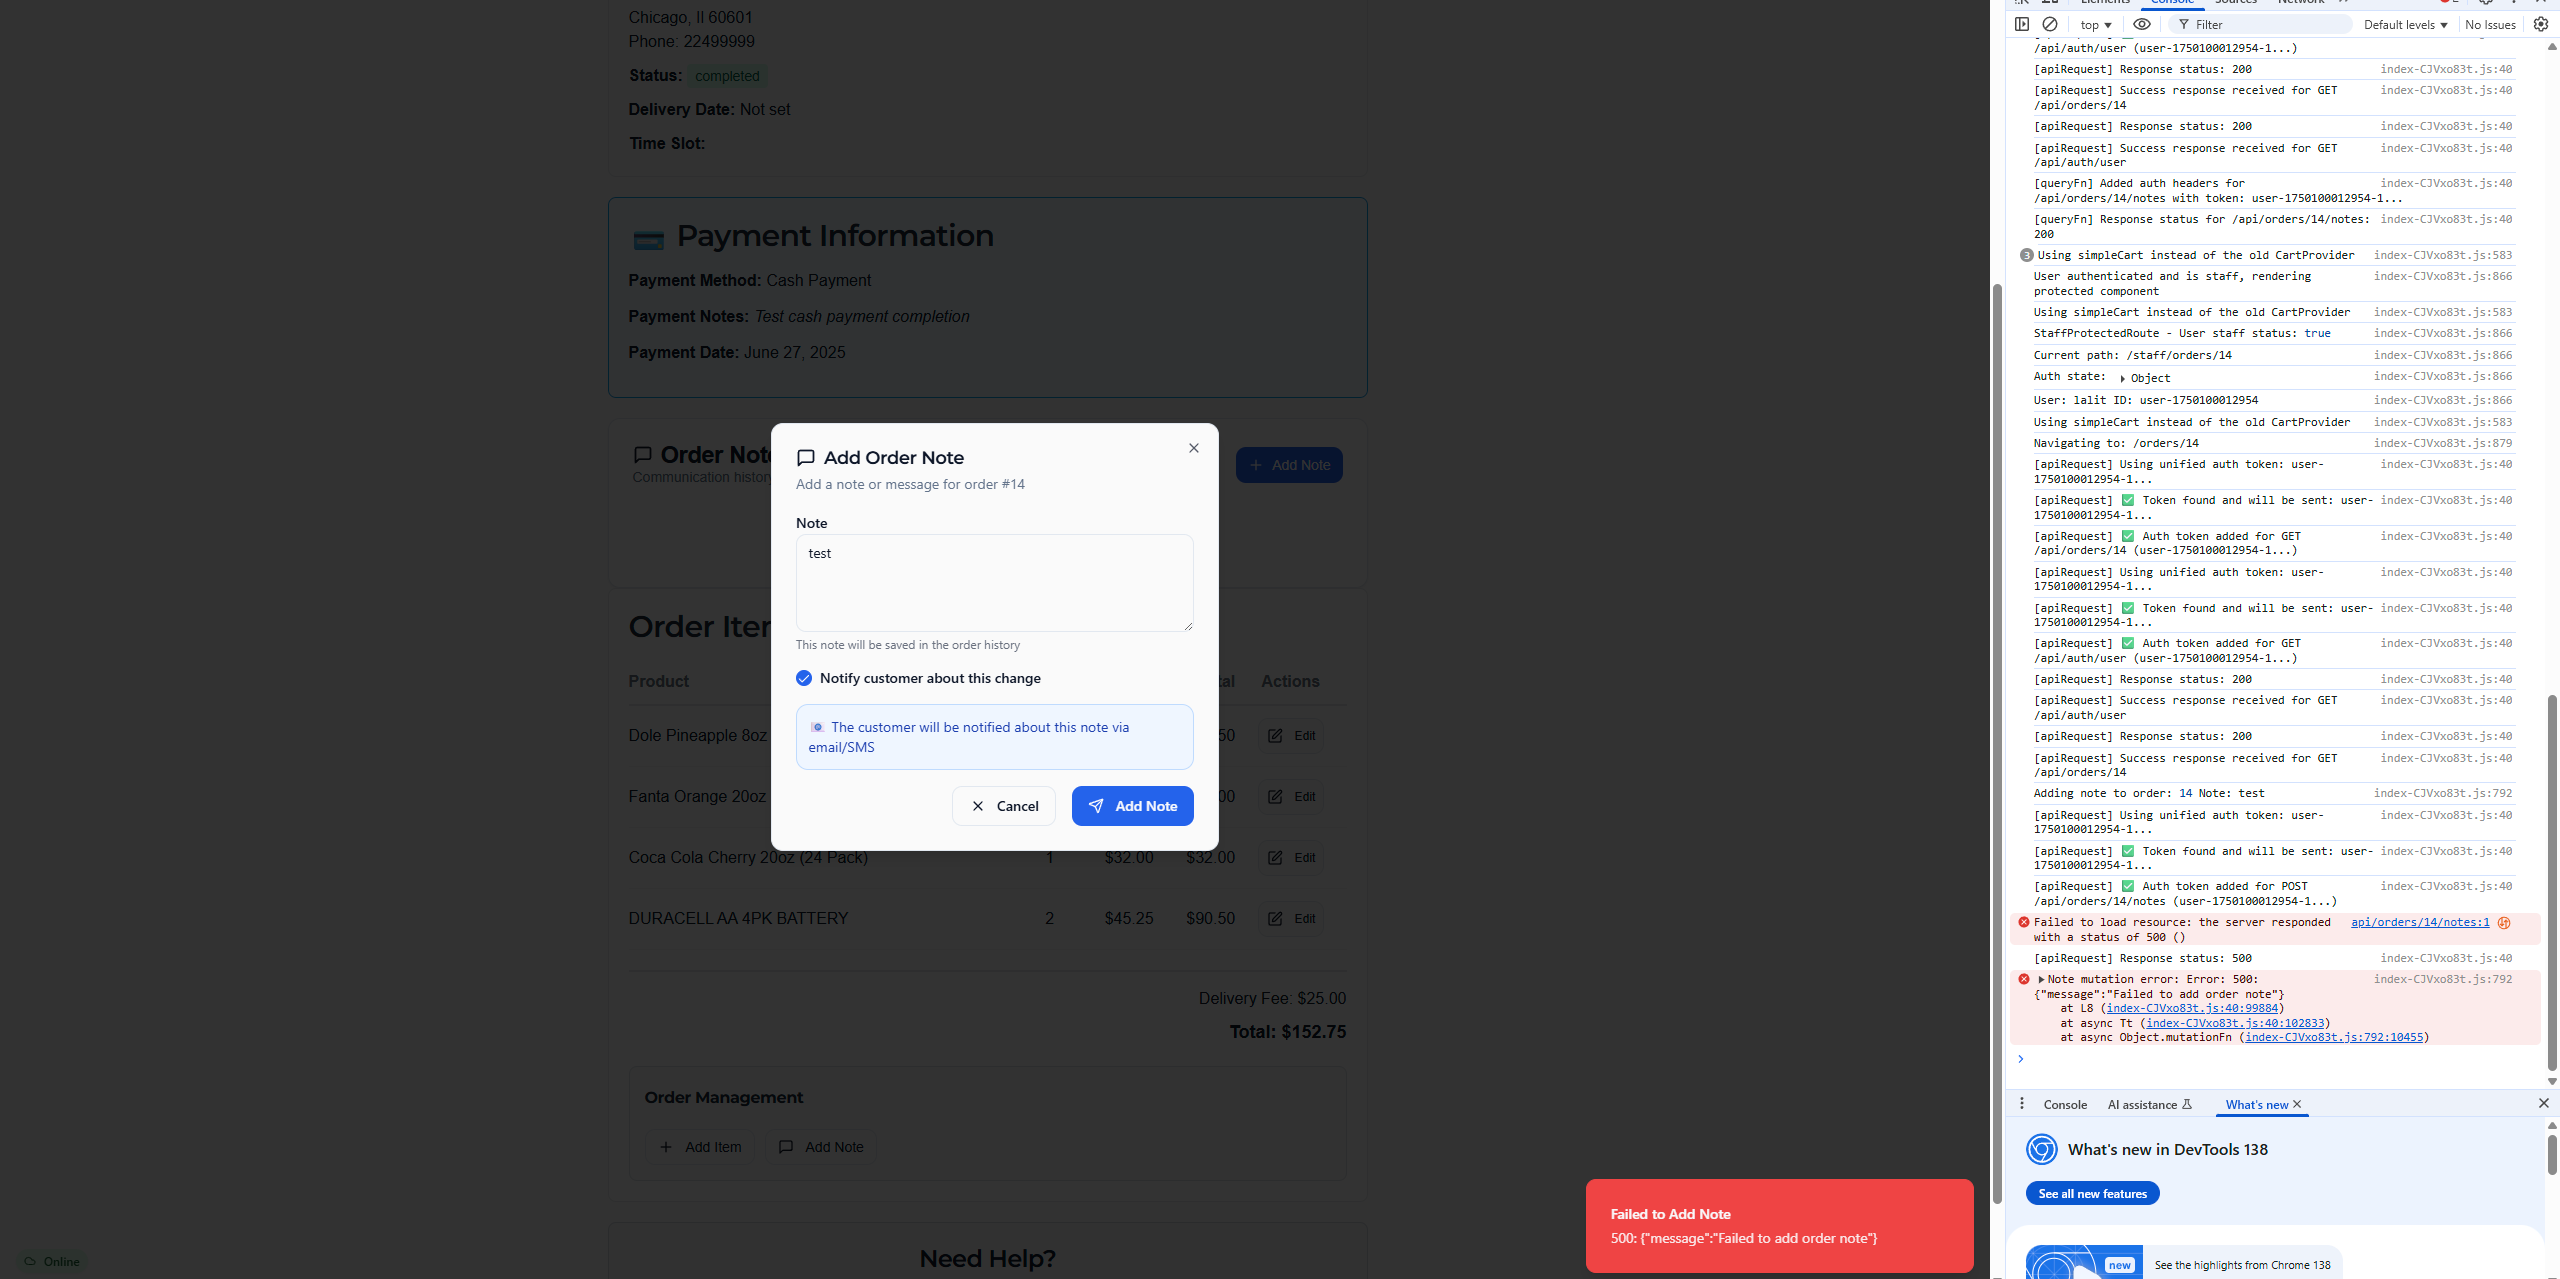 Chicago, Il 60601
Phone: 22499999
Status: completed
Delivery Date: Not set
Time Slot:
Payment Information
Payment Method: Cash Payment
Payment Notes: Test cash payment completion
Payment Date: June 27, 2025
Order Not
Communication history
+ Add Note
Add Order Note
Add a note or message for order #14
Note
test
This note will be saved in the order history
Notify customer about this change
The customer will be notified about this note via
email/SMS
Cancel
Add Note
Order Iter
Product tal Actions
Dole Pineapple 8oz 50 Edit
Fanta Orange 20oz 00 Edit
Coca Cola Cherry 20oz (24 Pack) 1 $32.00 $32.00 Edit
DURACELL AA 4PK BATTERY 2 $45.25 $90.50 Edit
Delivery Fee: $25.00
Total: $152.75
Order Management
+ Add Item
Add Note
Need Help?
Online
Failed to Add Note
500: {"message":"Failed to add order note"}
Elements Console Sources Network
top Filter Default levels No Issues
/api/auth/user (user-1750100012954-1...)
[apiRequest] Response status: 200 index-CJVxo83t.js:40
[apiRequest] Success response received for GET index-CJVxo83t.js:40
/api/orders/14
[apiRequest] Response status: 200 index-CJVxo83t.js:40
[apiRequest] Success response received for GET index-CJVxo83t.js:40
/api/auth/user
[queryFn] Added auth headers for index-CJVxo83t.js:40
/api/orders/14/notes with token: user-1750100012954-1...
[queryFn] Response status for /api/orders/14/notes: index-CJVxo83t.js:40
200
3 Using simpleCart instead of the old CartProvider index-CJVxo83t.js:583
User authenticated and is staff, rendering index-CJVxo83t.js:866
protected component
Using simpleCart instead of the old CartProvider index-CJVxo83t.js:583
StaffProtectedRoute - User staff status: true index-CJVxo83t.js:866
Current path: /staff/orders/14 index-CJVxo83t.js:866
Auth state: Object index-CJVxo83t.js:866
User: lalit ID: user-1750100012954 index-CJVxo83t.js:866
Using simpleCart instead of the old CartProvider index-CJVxo83t.js:583
Navigating to: /orders/14 index-CJVxo83t.js:879
[apiRequest] Using unified auth token: user- index-CJVxo83t.js:40
1750100012954-1...
[apiRequest] ✅ Token found and will be sent: user- index-CJVxo83t.js:40
1750100012954-1...
[apiRequest] ✅ Auth token added for GET index-CJVxo83t.js:40
/api/orders/14 (user-1750100012954-1...)
[apiRequest] Using unified auth token: user- index-CJVxo83t.js:40
1750100012954-1...
[apiRequest] ✅ Token found and will be sent: user- index-CJVxo83t.js:40
1750100012954-1...
[apiRequest] ✅ Auth token added for GET index-CJVxo83t.js:40
/api/auth/user (user-1750100012954-1...)
[apiRequest] Response status: 200 index-CJVxo83t.js:40
[apiRequest] Success response received for GET index-CJVxo83t.js:40
/api/auth/user
[apiRequest] Response status: 200 index-CJVxo83t.js:40
[apiRequest] Success response received for GET index-CJVxo83t.js:40
/api/orders/14
Adding note to order: 14 Note: test index-CJVxo83t.js:792
[apiRequest] Using unified auth token: user- index-CJVxo83t.js:40
1750100012954-1...
[apiRequest] ✅ Token found and will be sent: user- index-CJVxo83t.js:40
1750100012954-1...
[apiRequest] ✅ Auth token added for POST index-CJVxo83t.js:40
/api/orders/14/notes (user-1750100012954-1...)
Failed to load resource: the server responded api/orders/14/notes:1
with a status of 500 ()
[apiRequest] Response status: 500 index-CJVxo83t.js:40
Note mutation error: Error: 500: index-CJVxo83t.js:792
{"message":"Failed to add order note"}
at L8 (index-CJVxo83t.js:40:99884)
at async Tt (index-CJVxo83t.js:40:102833)
at async Object.mutationFn (index-CJVxo83t.js:792:10455)
Console AI assistance What's new
What's new in DevTools 138
See all new features
new
See the highlights from Chrome 138